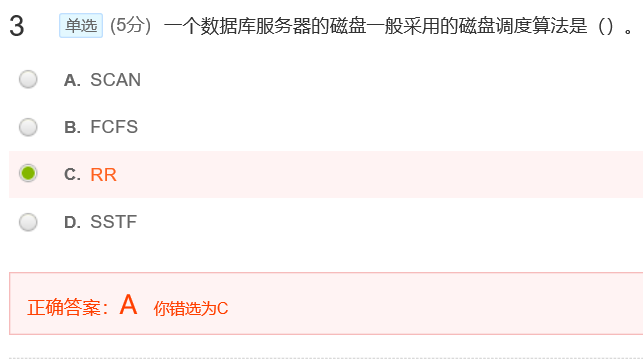 3 单选 (5分) 一个数据库服务器的磁盘一般采用的磁盘调度算法是（）。
A. SCAN
B. FCFS
C. RR
D. SSTF
正确答案：A 你错选为C